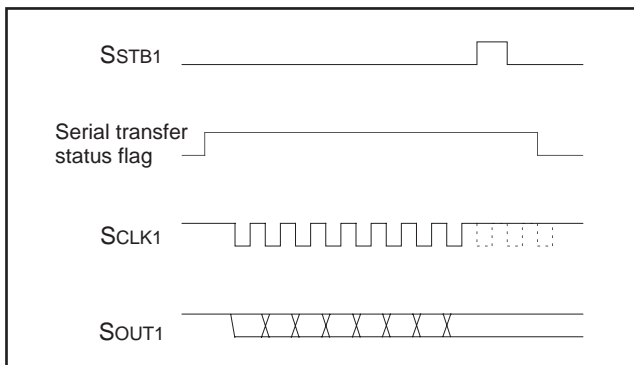 SSTB1
Serial transfer
status flag
SCLK1
SOUT1